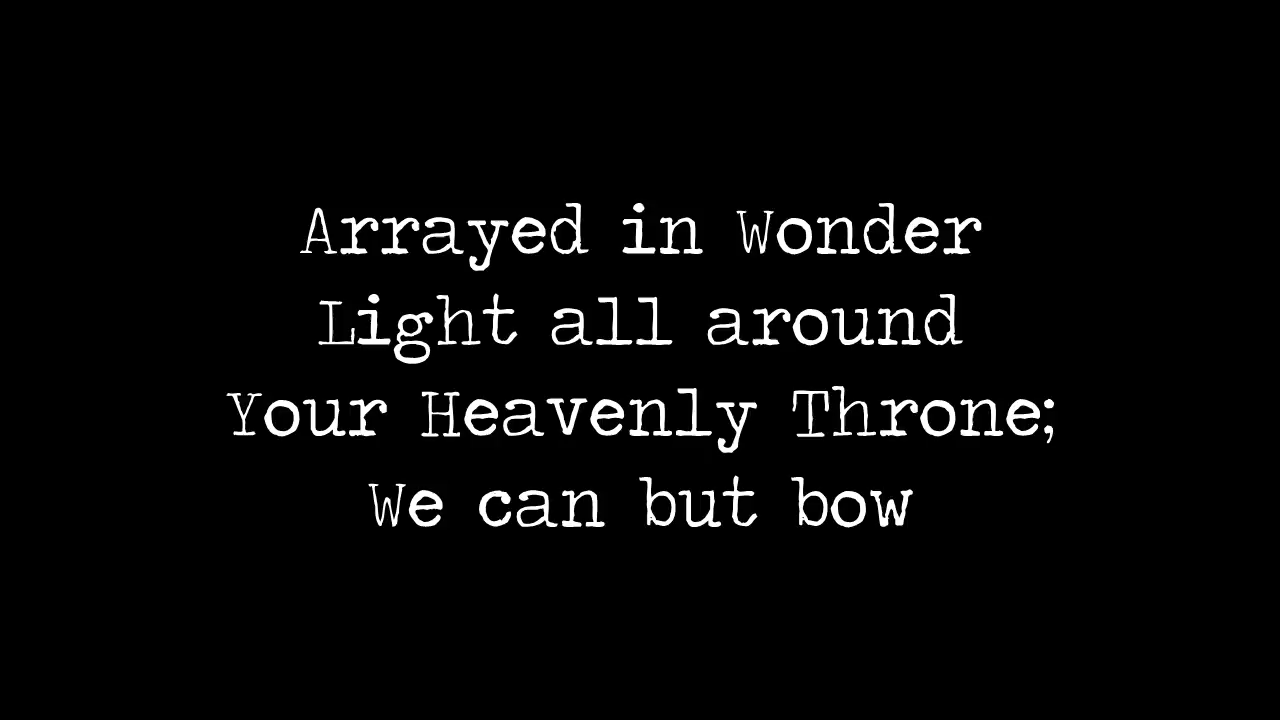 Arrayed in Wonder
Light all around
Your Heavenly Throne;
We can but bow